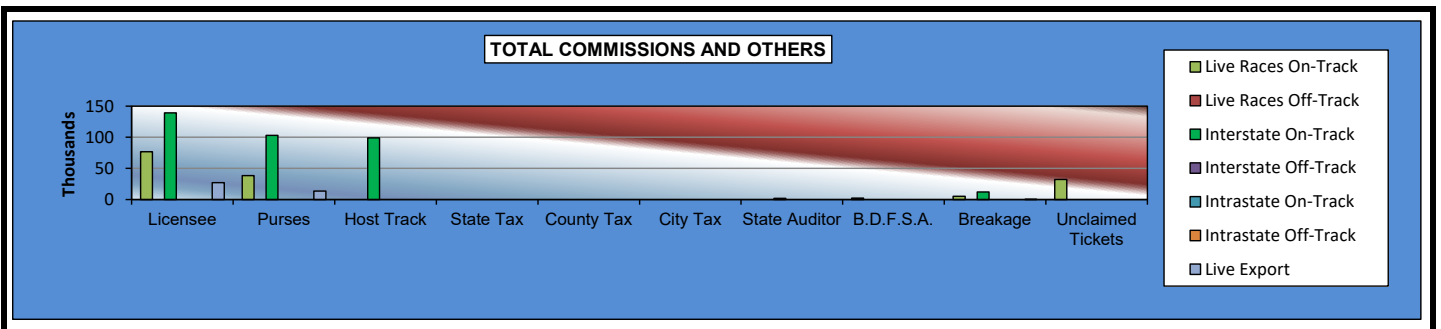 TOTAL COMMISSIONS AND OTHERS
Thousands
150
100
50
0
Licensee
Purses
Host Track
State Tax
County Tax
City Tax
State Auditor
B.D.F.S.A.
Breakage
Unclaimed
Tickets
Live Races On-Track
Live Races Off-Track
Interstate On-Track
Interstate Off-Track
Intrastate On-Track
Intrastate Off-Track
Live Export